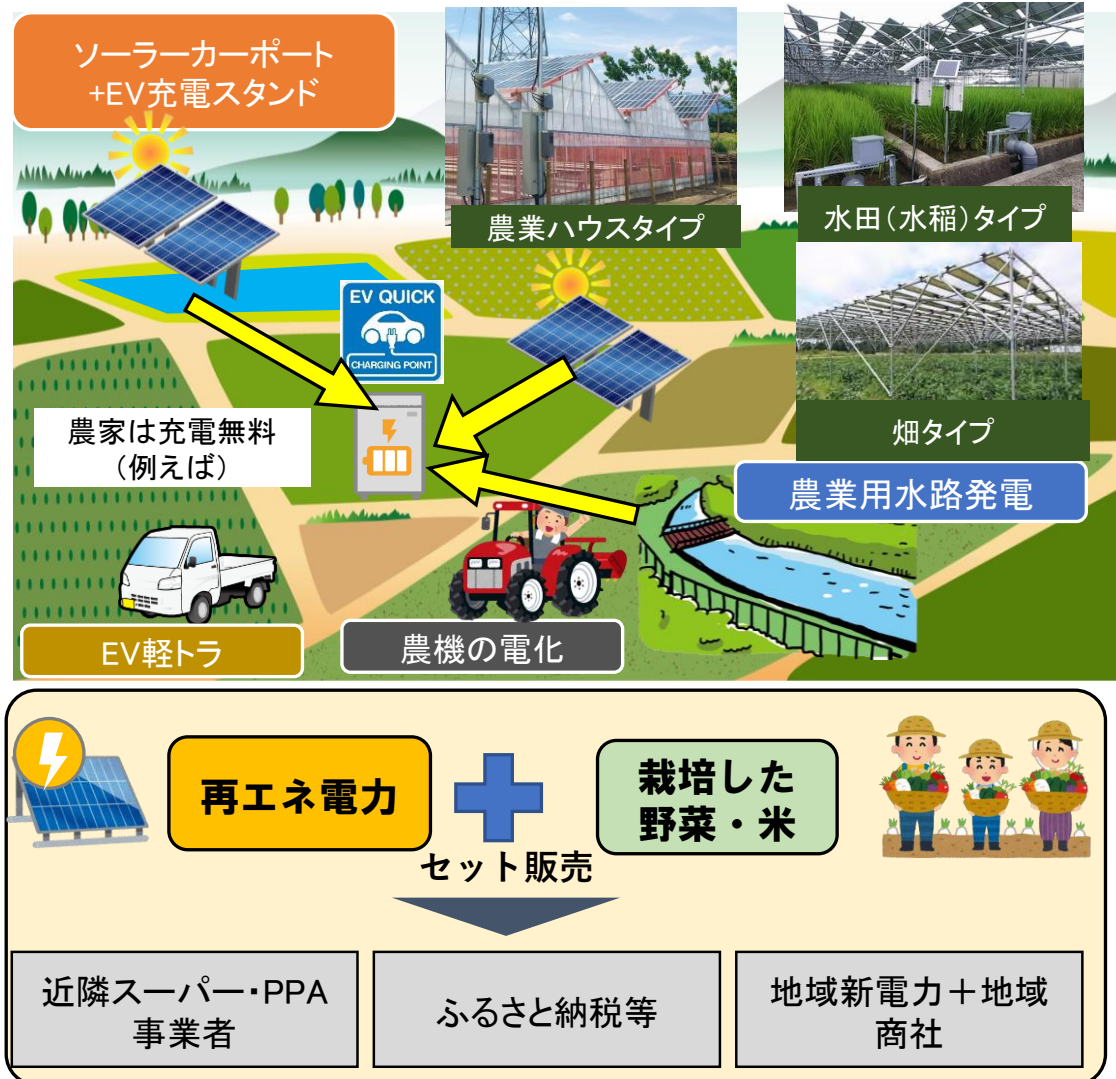 ソーラーカーポート
+EV充電スタンド
農業ハウスタイプ
水田（水稲）タイプ
EV QUICK
CHARGING POINT
畑タイプ
農家は充電無料
（例えば）
農業用水路発電
EV軽トラ
農機の電化
再エネ電力
栽培した
野菜・米
セット販売
近隣スーパー・PPA
事業者
ふるさと納税等
地域新電力＋地域
商社